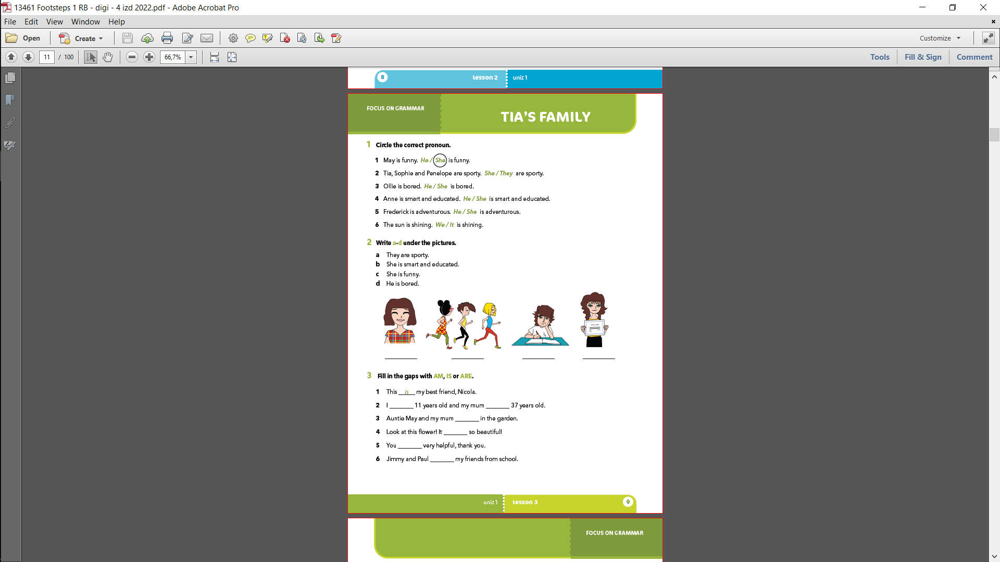 13461 Footsteps 1 RB - digi - 4 izd 2022.pdf - Adobe Acrobat Pro
File Edit View Window Help
Open Create Customize
11 / 100 66,7% Tools Fill & Sign Comment
8 lesson 2 unit 1
FOCUS ON GRAMMAR
TIA'S FAMILY
1 Circle the correct pronoun.
1 May is funny. He / She is funny.
2 Tia, Sophie and Penelope are sporty. She / They are sporty.
3 Ollie is bored. He / She is bored.
4 Anne is smart and educated. He / She is smart and educated.
5 Frederick is adventurous. He / She is adventurous.
6 The sun is shining. We / It is shining.
2 Write a-d under the pictures.
a They are sporty.
b She is smart and educated.
c She is funny.
d He is bored.
3 Fill in the gaps with AM, IS or ARE.
1 This __is__ my best friend, Nicola.
2 I _______ 11 years old and my mum _______ 37 years old.
3 Auntie May and my mum _______ in the garden.
4 Look at this flower! It _______ so beautiful!
5 You _______ very helpful, thank you.
6 Jimmy and Paul _______ my friends from school.
unit 1 lesson 3 9
FOCUS ON GRAMMAR